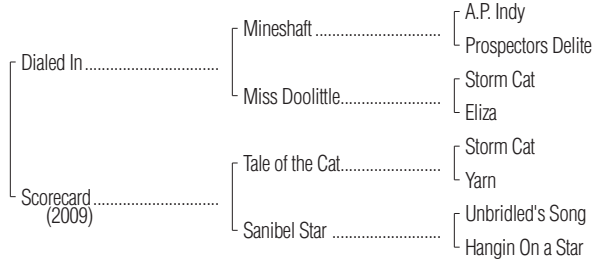 A.P. Indy
Mineshaft
Prospectors Delite
Dialed In
Storm Cat
Miss Doolittle
Eliza
Storm Cat
Tale of the Cat
Yarn
Scorecard
(2009)
Unbridled's Song
Sanibel Star
Hangin On a Star